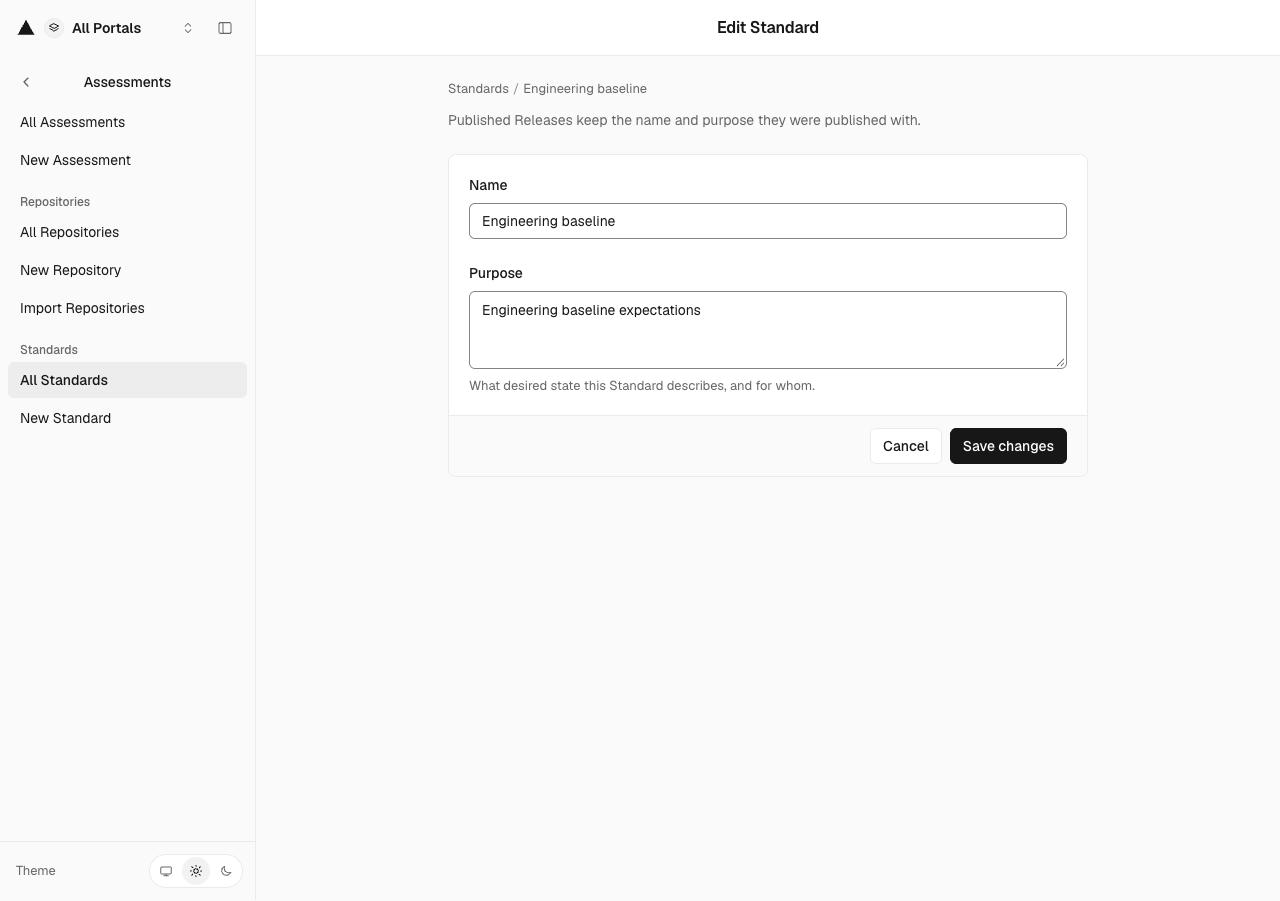 All Portals
Edit Standard
Assessments
All Assessments
New Assessment
Repositories
All Repositories
New Repository
Import Repositories
Standards
All Standards
New Standard
Theme
Standards / Engineering baseline
Published Releases keep the name and purpose they were published with.
Name
Engineering baseline
Purpose
Engineering baseline expectations
What desired state this Standard describes, and for whom.
Cancel
Save changes